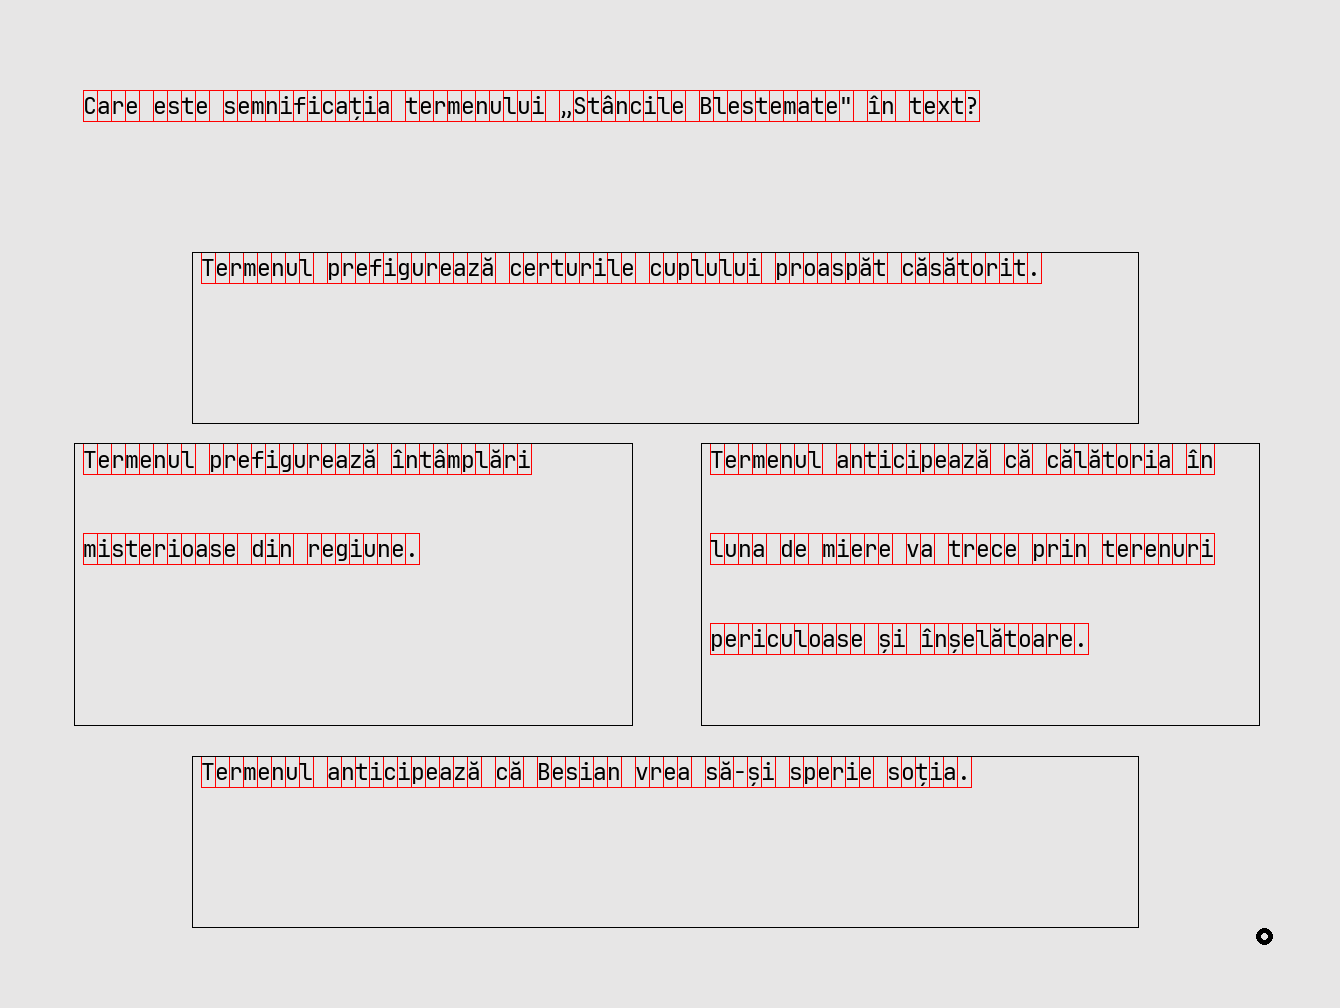 Care este semnificația termenului „Stâncile Blestemate" în text?
Termenul prefigurează certurile cuplului proaspăt căsătorit.
Termenul prefigurează întâmplări
misterioase din regiune.
Termenul anticipează că călătoria în
luna de miere va trece prin terenuri
periculoase și înșelătoare.
Termenul anticipează că Besian vrea să-și sperie soția.